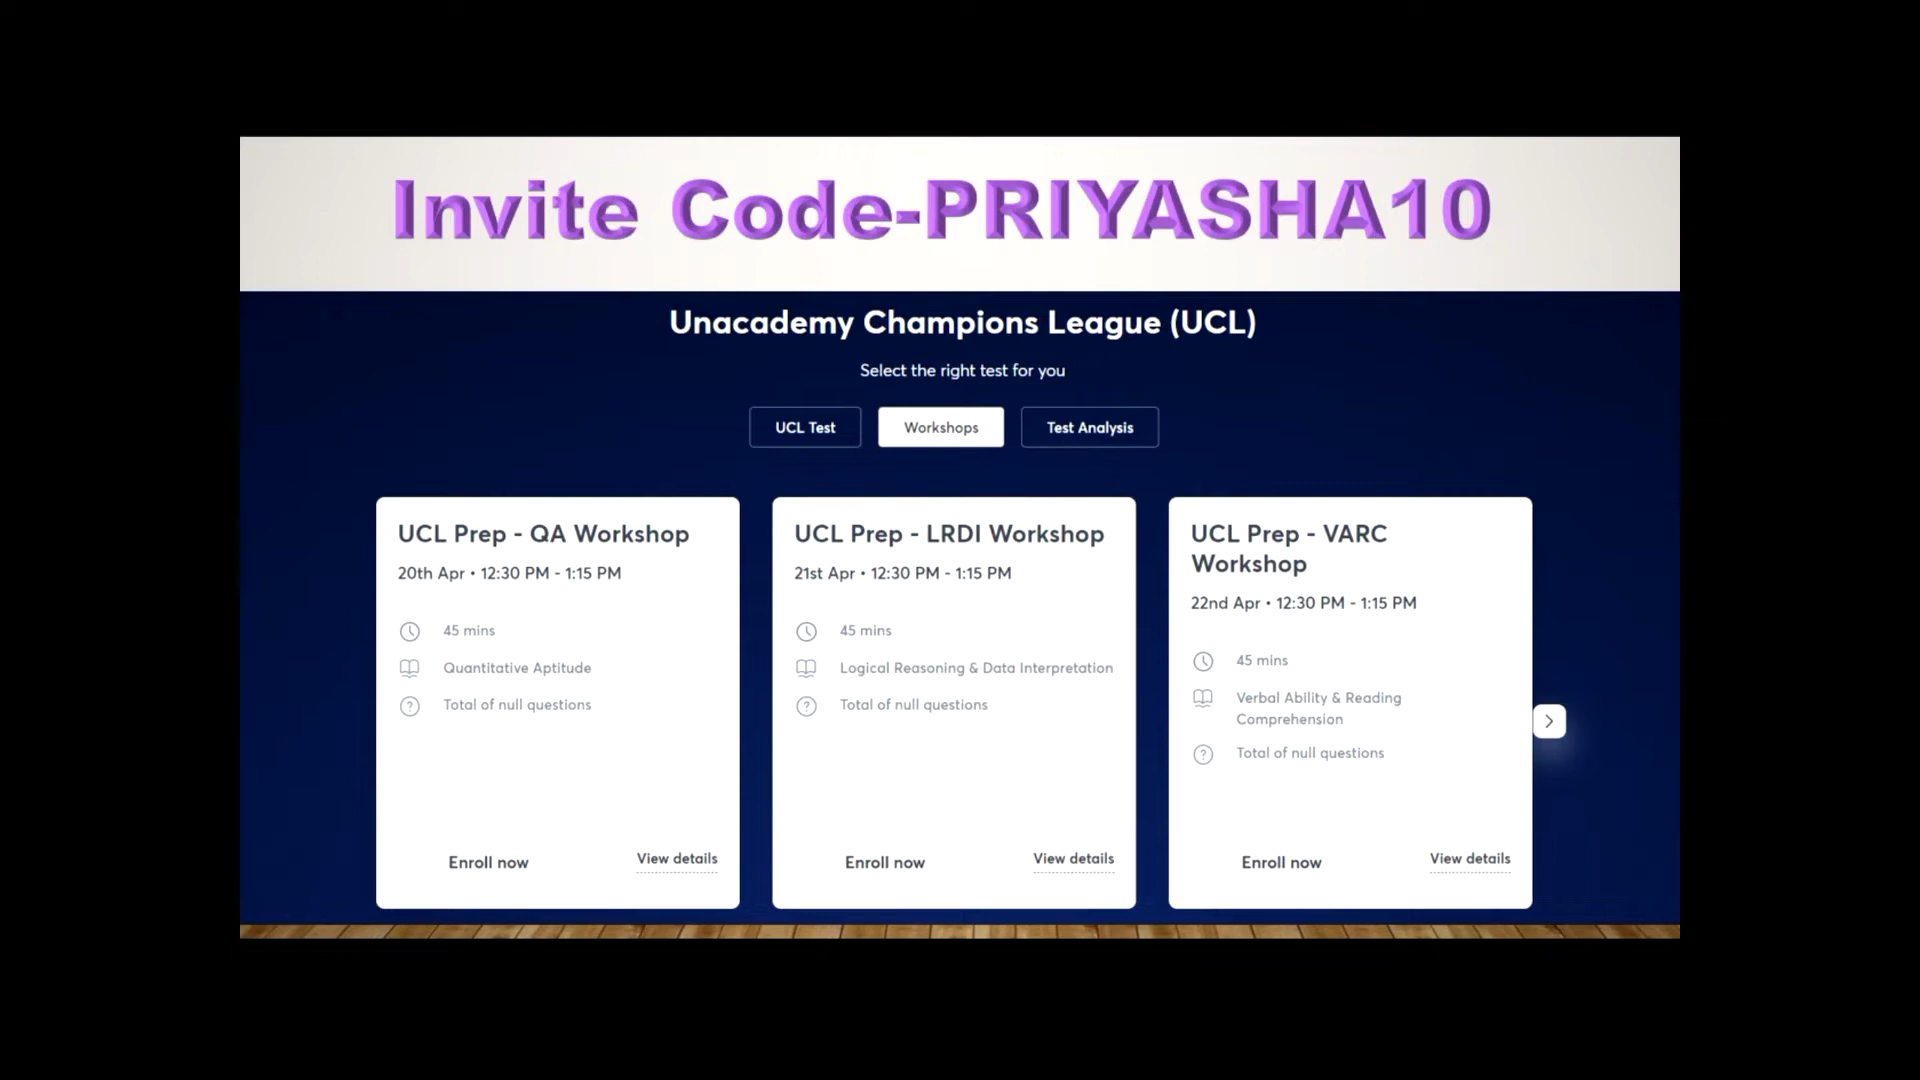 Invite Code-PRIYASHA10
Unacademy Champions League (UCL)
Select the right test for you
UCL Test
Workshops
Test Analysis
UCL Prep - QA Workshop
20th Apr • 12:30 PM - 1:15 PM
45 mins
Quantitative Aptitude
Total of null questions
Enroll now
View details
UCL Prep - LRDI Workshop
21st Apr • 12:30 PM - 1:15 PM
45 mins
Logical Reasoning & Data Interpretation
Total of null questions
Enroll now
View details
UCL Prep - VARC
Workshop
22nd Apr • 12:30 PM - 1:15 PM
45 mins
Verbal Ability & Reading
Comprehension
Total of null questions
Enroll now
View details